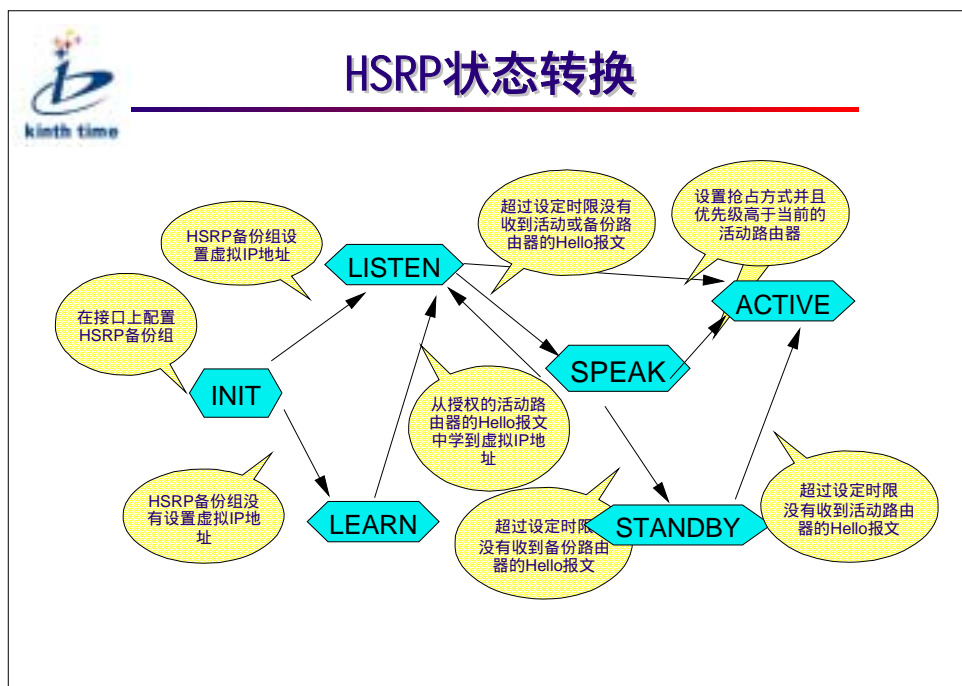 HSRP状态转换
kinth time
HSRP备份组设
置虚拟IP地址
超过设定时限没有
收到活动或备份路
由器的Hello报文
设置抢占方式并且
优先级高于当前的
活动路由器
LISTEN
ACTIVE
在接口上配置
HSRP备份组
INIT
SPEAK
从授权的活动路
由器的Hello报文
中学到虚拟IP地
址
HSRP备份组没
有设置虚拟IP地
址
LEARN
超过设定时限
没有收到备份路由
器的Hello报文
STANDBY
超过设定时限
没有收到活动路由
器的Hello报文